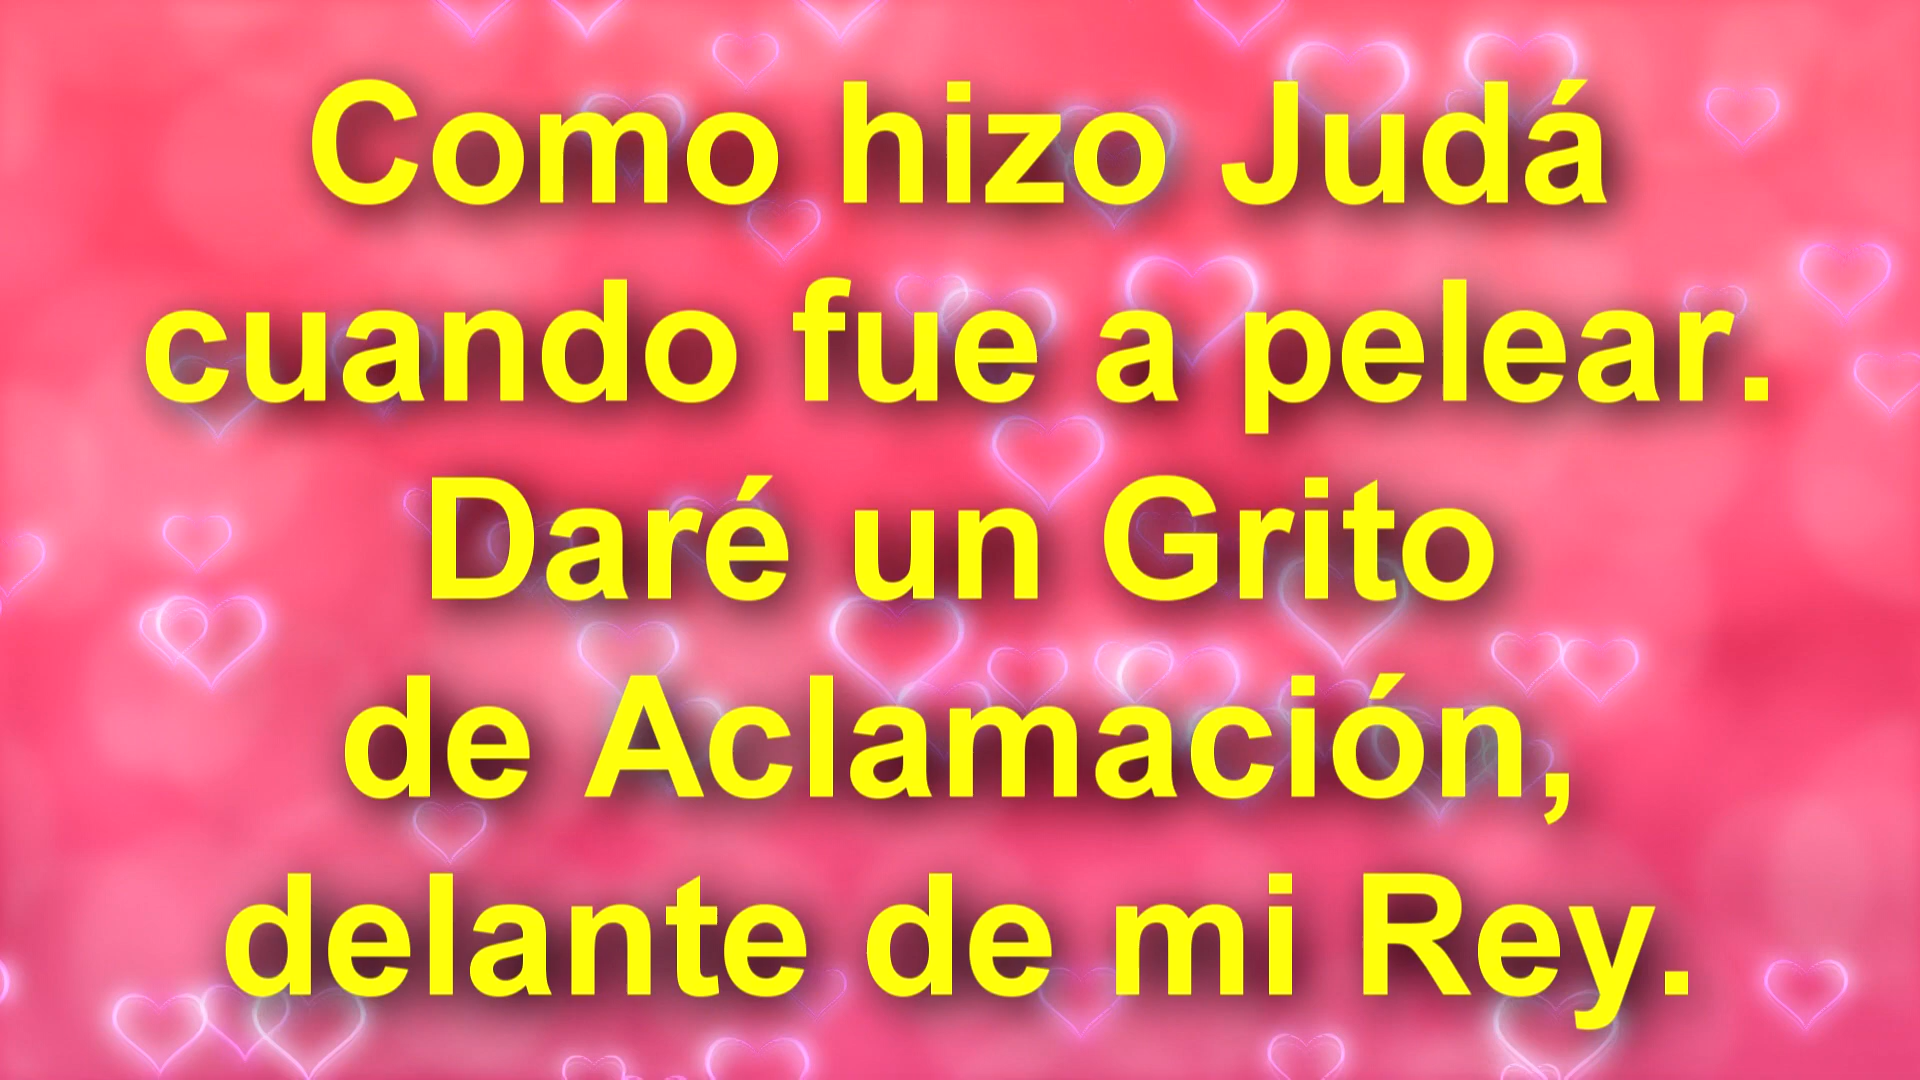 Como hizo Judá
cuando fue a pelear.
Daré un Grito
de Aclamación,
delante de mi Rey.